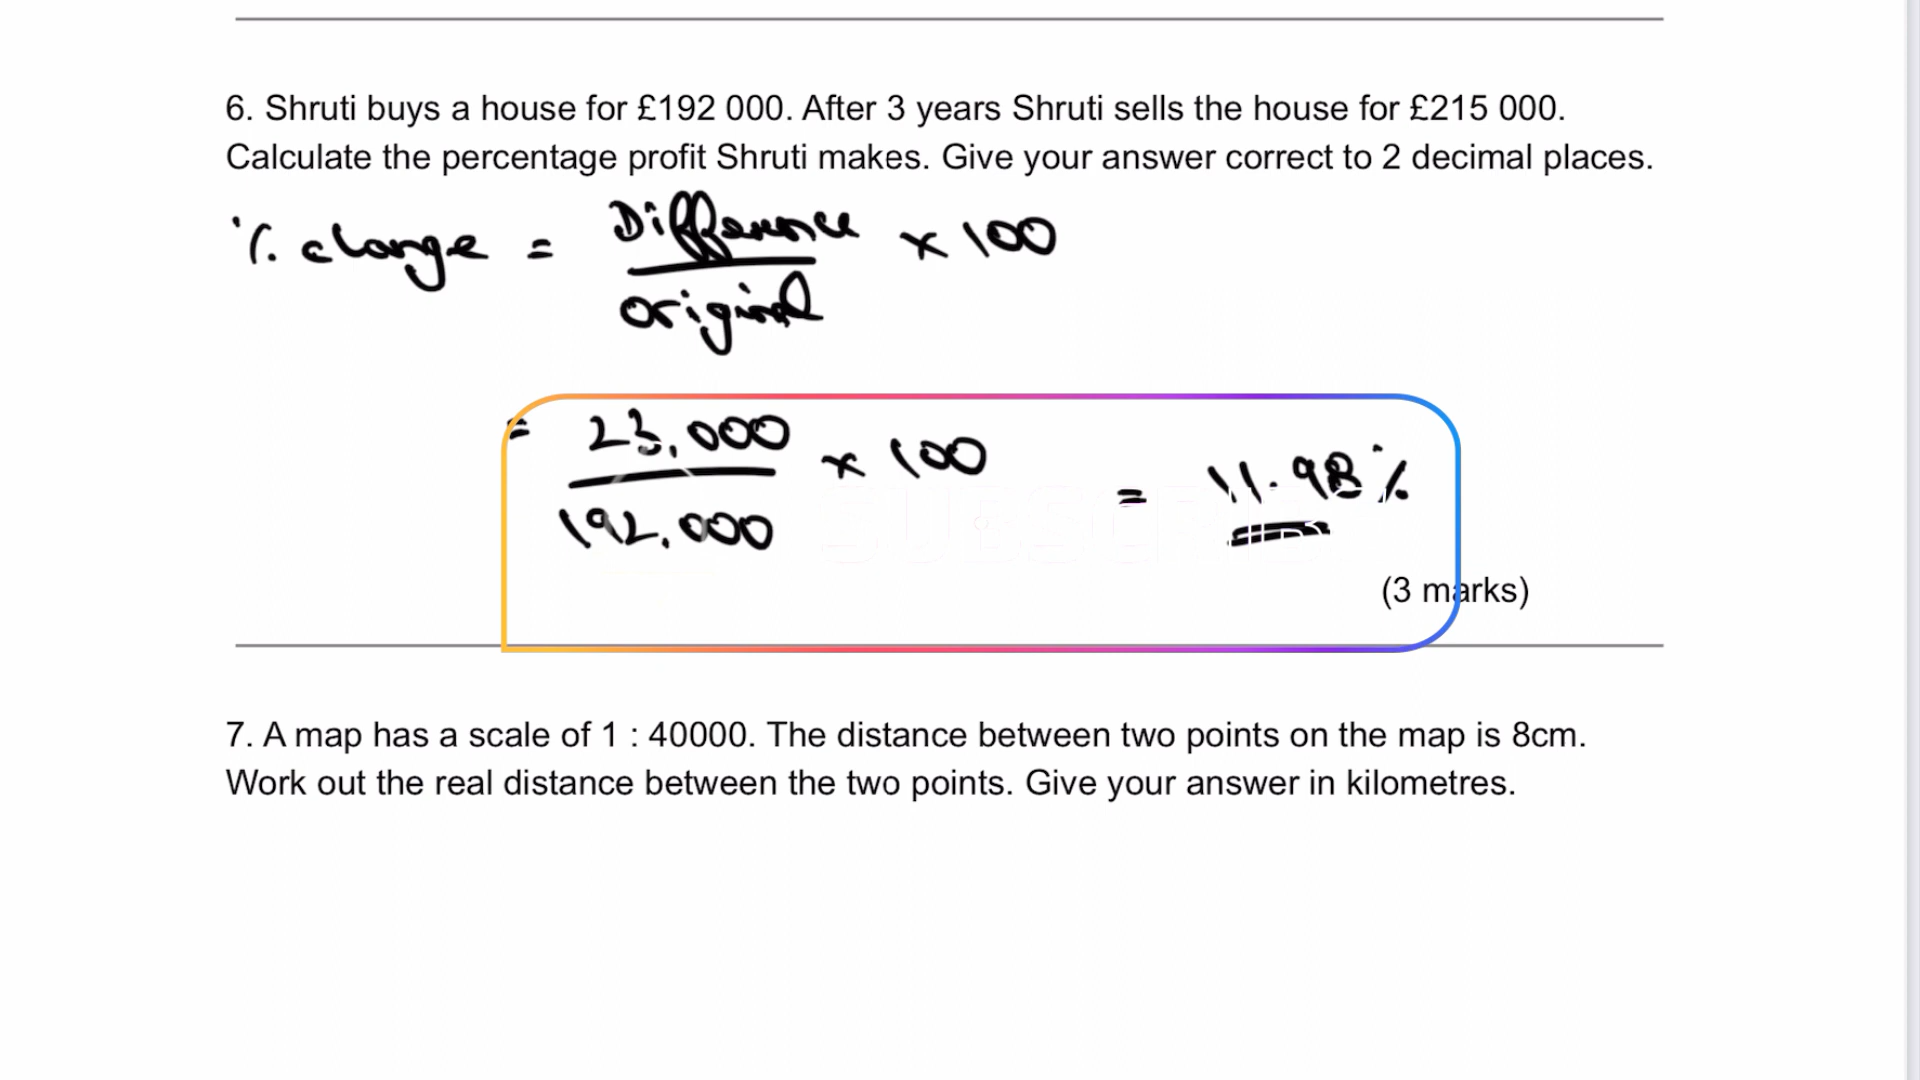 6. Shruti buys a house for £192 000. After 3 years Shruti sells the house for £215 000.
Calculate the percentage profit Shruti makes. Give your answer correct to 2 decimal places.
% change = Difference / original × 100
= 23,000 / 192,000 × 100 = 11.98%
SUBSCRIBE
(3 marks)
7. A map has a scale of 1 : 40000. The distance between two points on the map is 8cm.
Work out the real distance between the two points. Give your answer in kilometres.